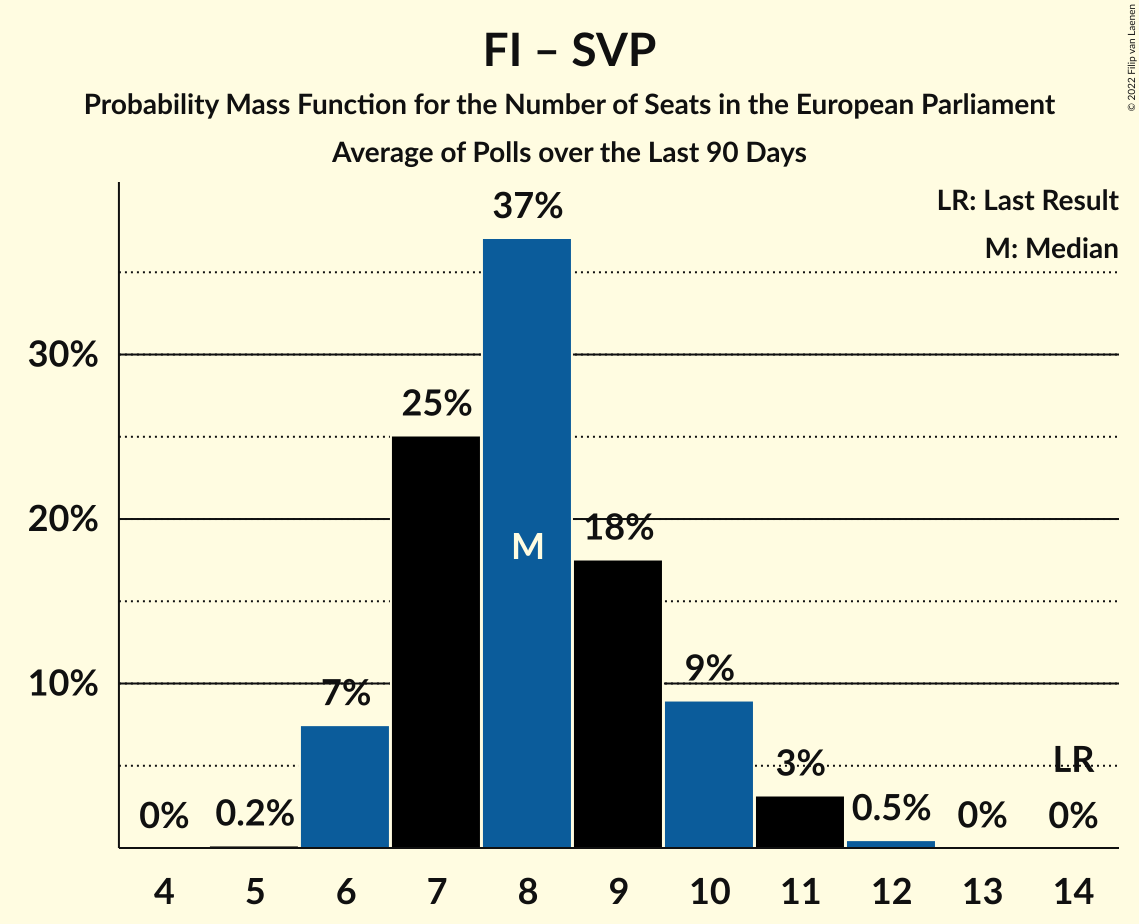 FI – SVP
Probability Mass Function for the Number of Seats in the European Parliament
Average of Polls over the Last 90 Days
© 2022 Filip van Laenen
LR: Last Result
M: Median
37%
30%
25%
20%
18%
M
10%
9%
7%
3%
LR
0%
0.2%
0.5%
0%
0%
4 5 6 7 8 9 10 11 12 13 14